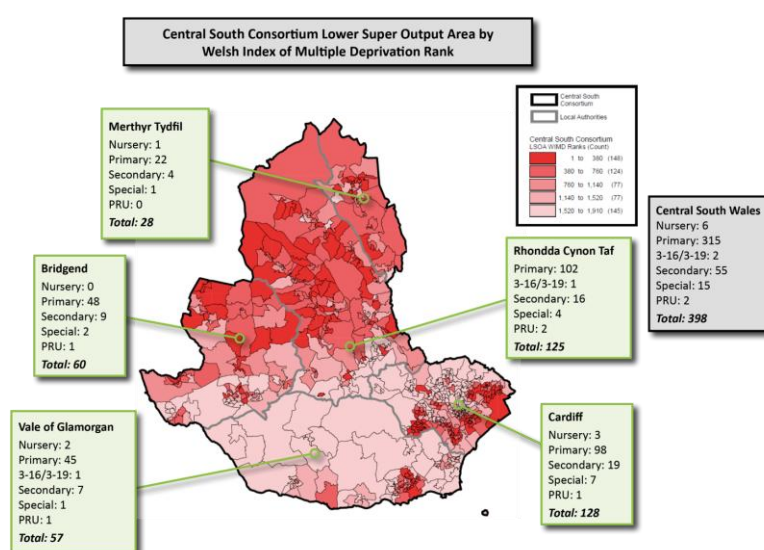 Central South Consortium Lower Super Output Area by
Welsh Index of Multiple Deprivation Rank
Merthyr Tydfil
Nursery: 1
Primary: 22
Secondary: 4
Special: 1
PRU: 0
Total: 28
Bridgend
Nursery: 0
Primary: 48
Secondary: 9
Special: 2
PRU: 1
Total: 60
Vale of Glamorgan
Nursery: 2
Primary: 45
3-16/3-19: 1
Secondary: 7
Special: 1
PRU: 1
Total: 57
Central South
Consortium
Local Authorities
Central South Consortium
LSOA WIMD Ranks (Count)
1 to 380 (148)
380 to 760 (124)
760 to 1,140 (77)
1,140 to 1,520 (77)
1,520 to 1,910 (145)
Rhondda Cynon Taf
Primary: 102
3-16/3-19: 1
Secondary: 16
Special: 4
PRU: 2
Total: 125
Cardiff
Nursery: 3
Primary: 98
Secondary: 19
Special: 7
PRU: 1
Total: 128
Central South Wales
Nursery: 6
Primary: 315
3-16/3-19: 2
Secondary: 55
Special: 15
PRU: 2
Total: 398